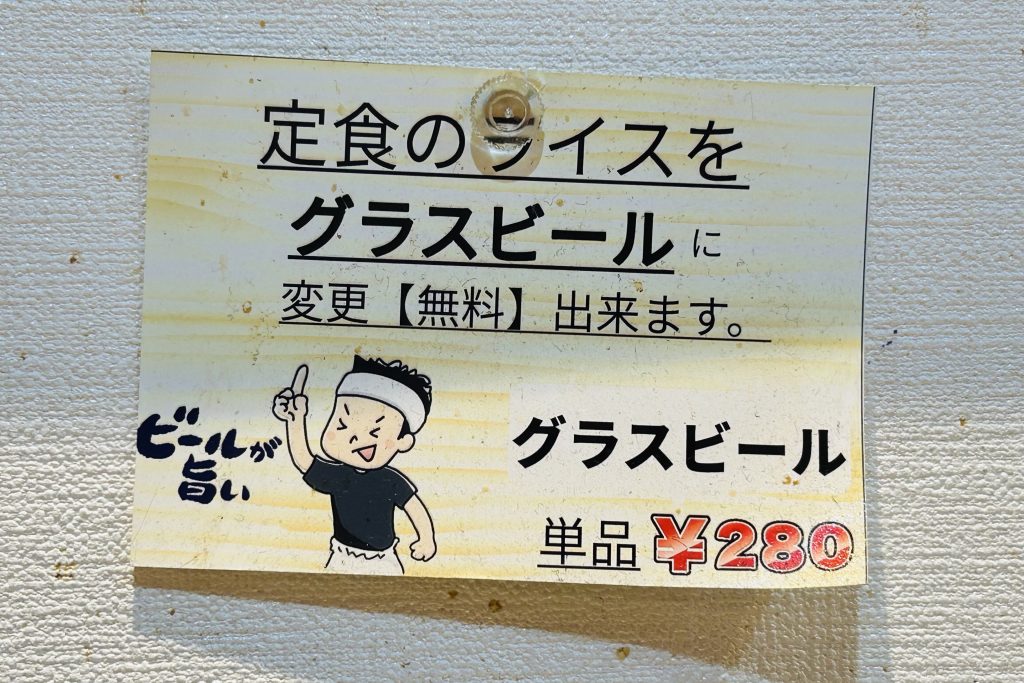 定食のライスを
グラスビールに
変更【無料】出来ます。
ビールが
旨い
グラスビール
単品 ¥280